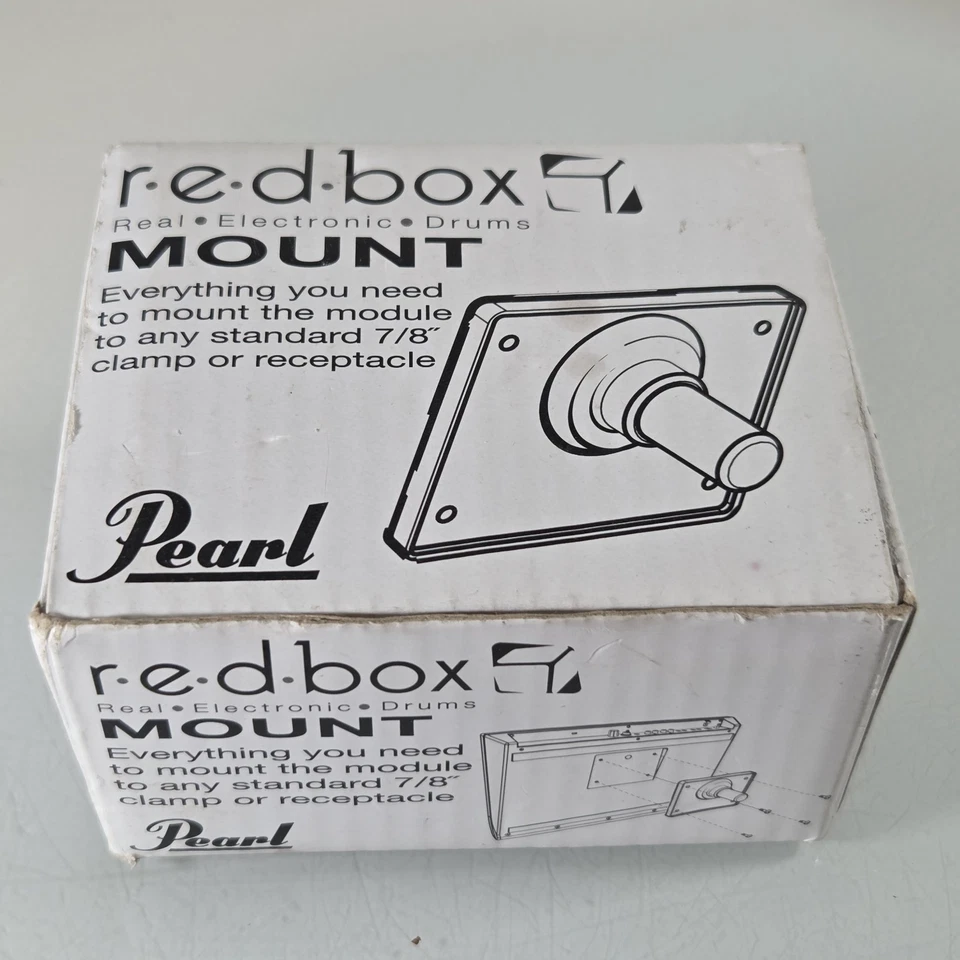 r·e·d·box
Real • Electronic • Drums
MOUNT
Everything you need
to mount the module
to any standard 7/8″
clamp or receptacle
Pearl
r·e·d·box
Real • Electronic • Drums
MOUNT
Everything you need
to mount the module
to any standard 7/8″
clamp or receptacle
Pearl